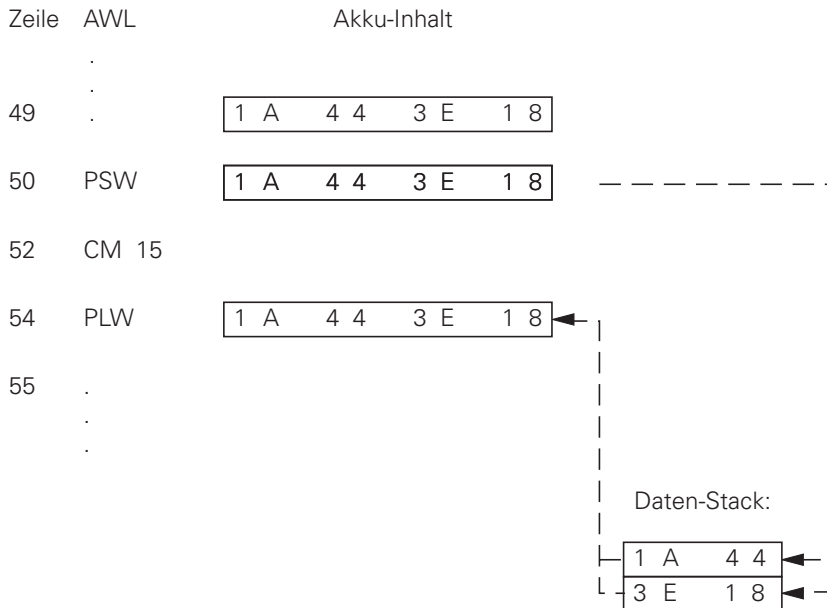 Zeile AWL Akku-Inhalt
.
.
49 . 1 A 4 4 3 E 1 8
50 PSW 1 A 4 4 3 E 1 8
52 CM 15
54 PLW 1 A 4 4 3 E 1 8
55 .
.
.
Daten-Stack:
1 A 4 4
3 E 1 8